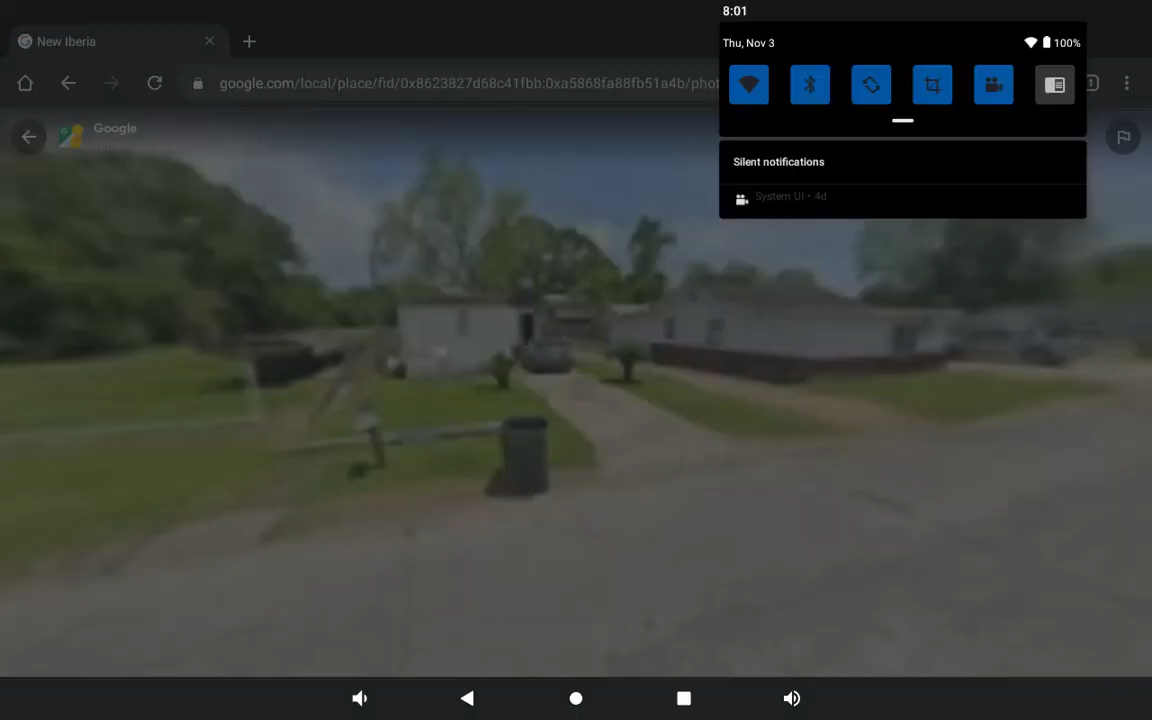 8:01
New Iberia
Thu, Nov 3
100%
google.com/local/place/fid/0x8623827d68c41fbb:0xa5868fa88fb51a4b/phot
1
Google
Silent notifications
System UI • 4d